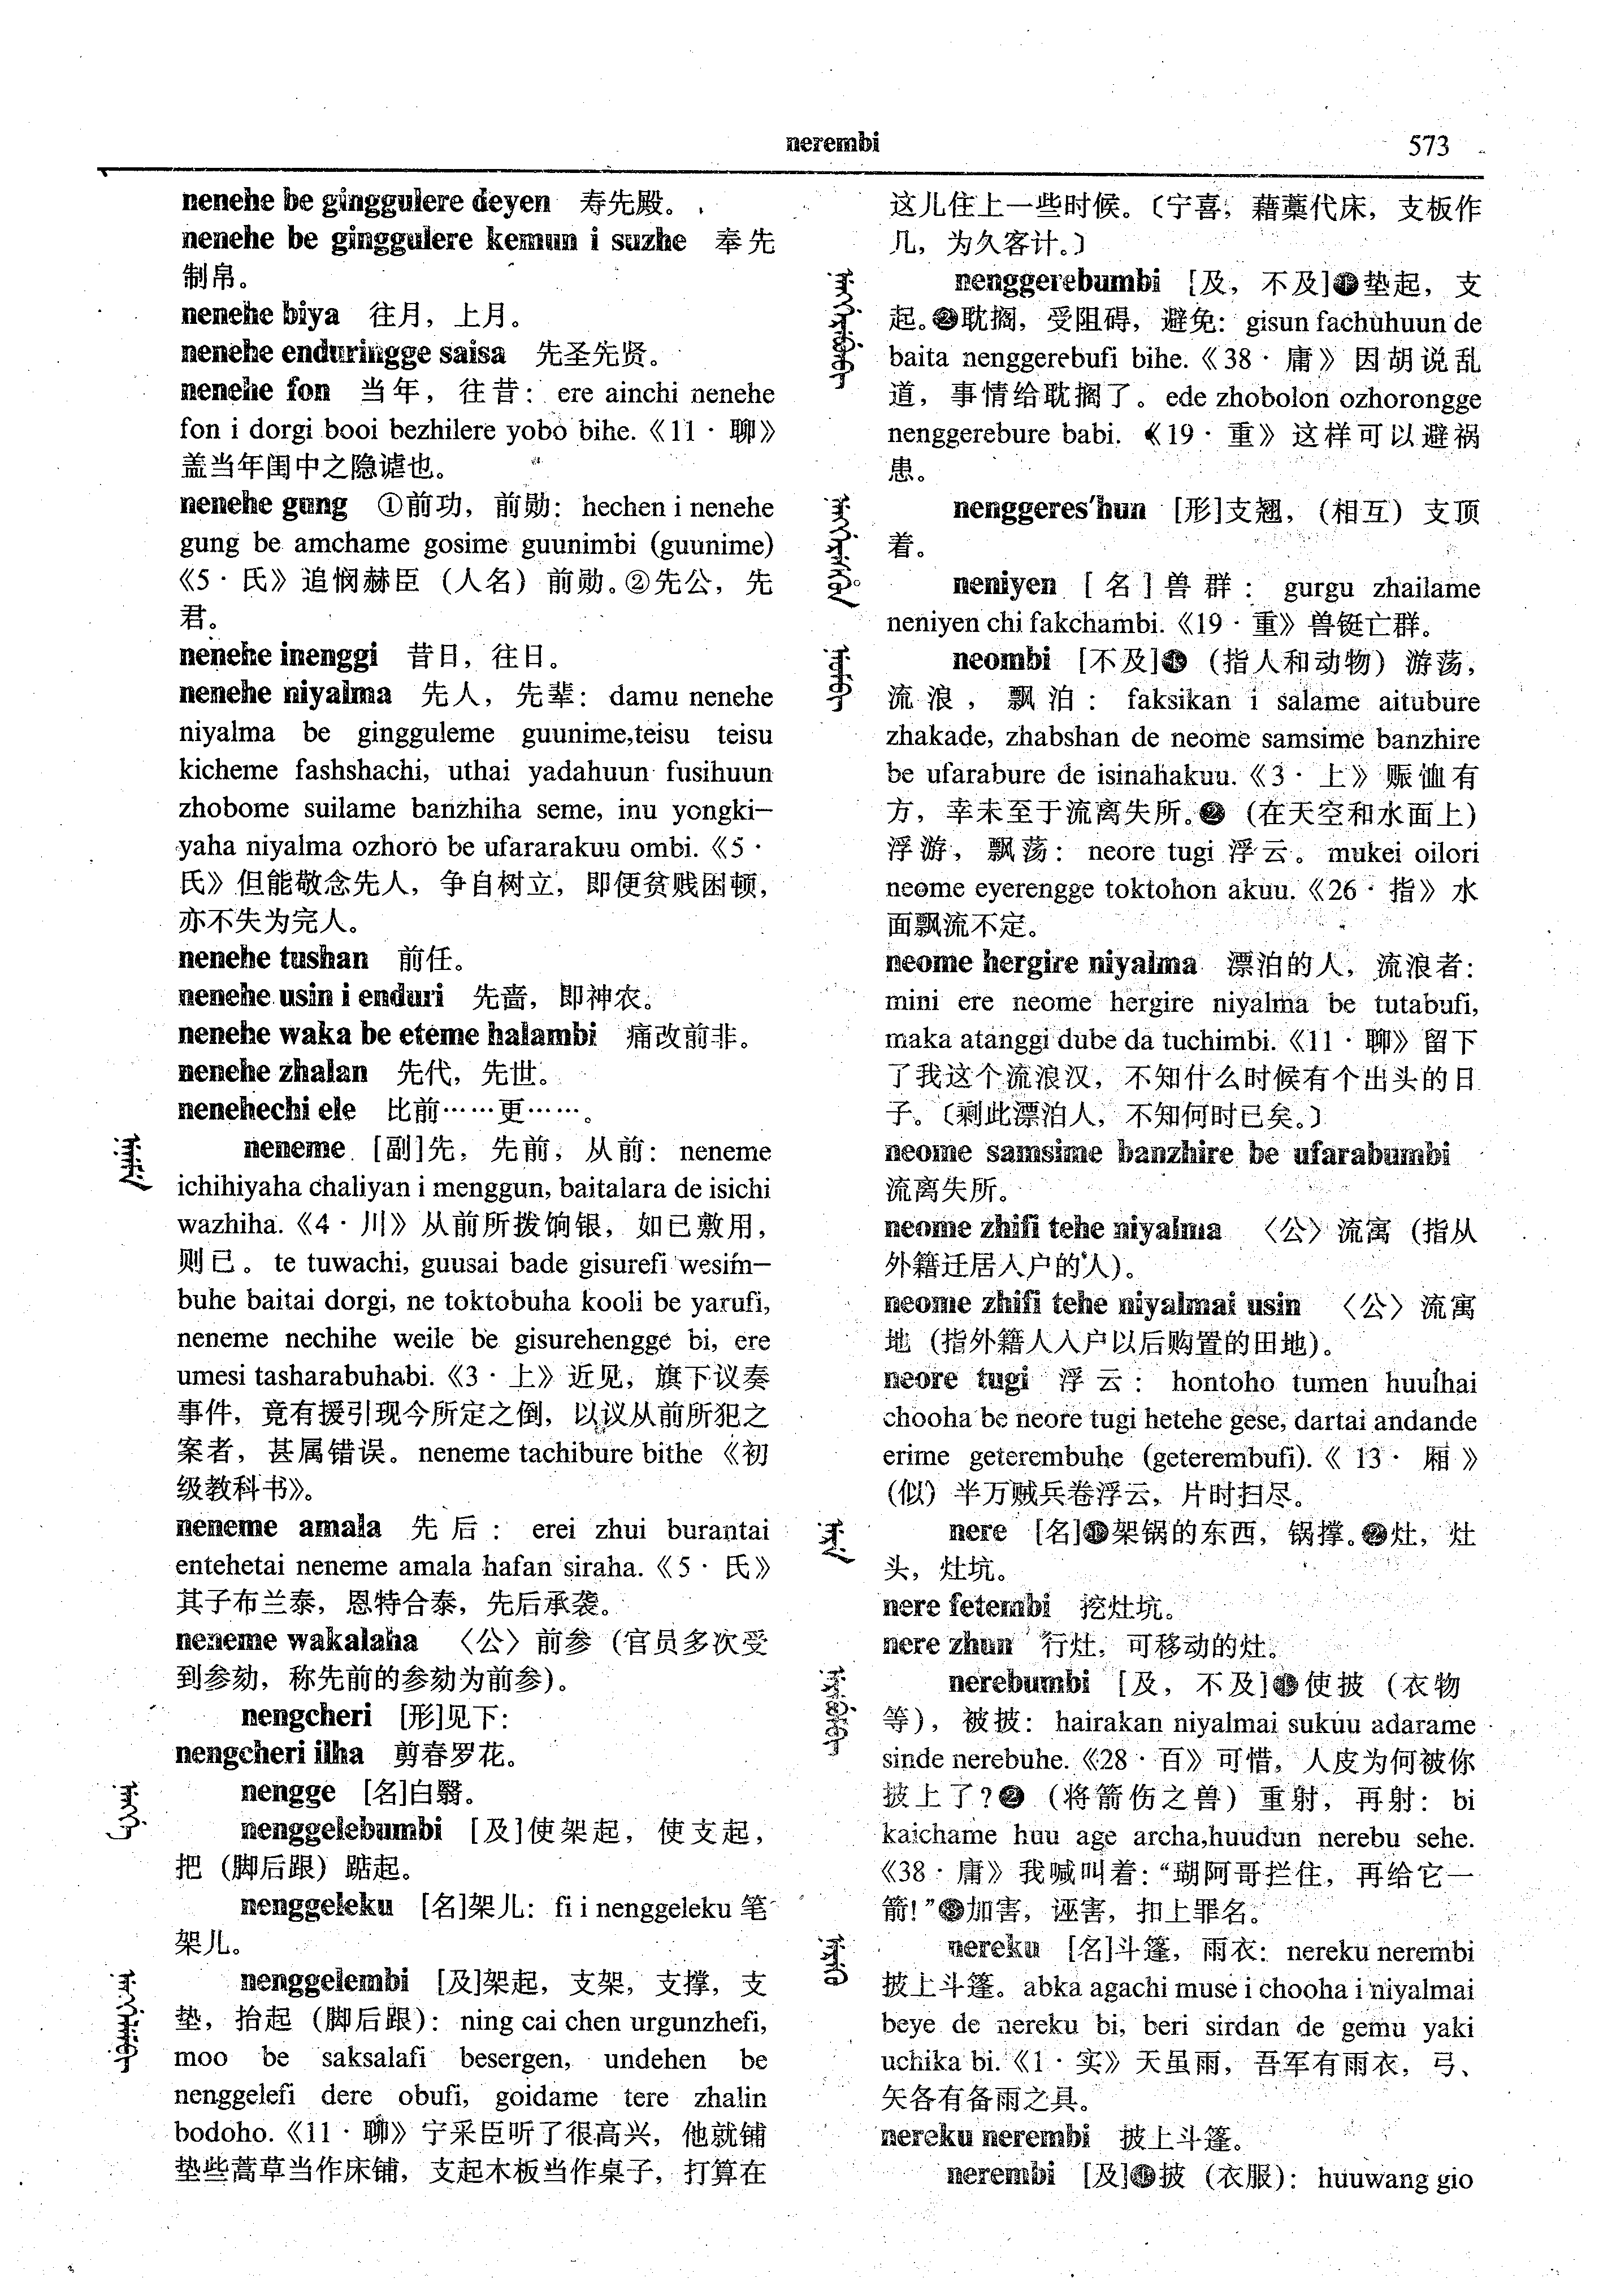 nerembi 573
nenehe be ginggulere deyen 寿先殿。
nenehe be ginggulere kemun i suzhe 奉先
制帛。
nenehe biya 往月，上月。
nenehe enduringge saisa 先圣先贤。
nenehe fon 当年，往昔：ere ainchi nenehe
fon i dorgi booi bezhilere yobo bihe.《11·聊》
盖当年闺中之隐谑也。
nenehe gung ①前功，前勋：hechen i nenehe
gung be amchame gosime guunimbi (guunime)
《5·氏》追悯赫臣（人名）前勋。②先公，先
君。
nenehe inenggi 昔日，往日。
nenehe niyalma 先人，先辈：damu nenehe
niyalma be gingguleme guunime,teisu teisu
kicheme fashshachi, uthai yadahuun fusihuun
zhobome suilame banzhiha seme, inu yongki—
yaha niyalma ozhoro be ufararakuu ombi.《5·
氏》但能敬念先人，争自树立，即便贫贱困顿，
亦不失为完人。
nenehe tushan 前任。
nenehe usin i enduri 先啬，即神农。
nenehe waka be eteme halambi 痛改前非。
nenehe zhalan 先代，先世。
nenehechi ele 比前……更……。
neneme [副]先，先前，从前：neneme
ichihiyaha chaliyan i menggun, baitalara de isichi
wazhiha.《4·川》从前所拨饷银，如已敷用，
则已。te tuwachi, guusai bade gisurefi wesim—
buhe baitai dorgi, ne toktobuha kooli be yarufi,
neneme nechihe weile be gisurehengge bi, ere
umesi tasharabuhabi.《3·上》近见，旗下议奏
事件，竟有援引现今所定之例，以议从前所犯之
案者，甚属错误。neneme tachibure bithe《初
级教科书》。
neneme amala 先后：erei zhui burantai
entehetai neneme amala hafan siraha.《5·氏》
其子布兰泰，恩特合泰，先后承袭。
neneme wakalaha 〈公〉前参（官员多次受
到参劾，称先前的参劾为前参）。
nengcheri [形]见下：
nengcheri ilha 剪春罗花。
nengge [名]白翳。
nenggelebumbi [及]使架起，使支起，
把（脚后跟）踮起。
nenggeleku [名]架儿：fi i nenggeleku 笔
架儿。
nenggelembi [及]架起，支架，支撑，支
垫，抬起（脚后跟）：ning cai chen urgunzhefi,
moo be saksalafi besergen, undehen be
nenggelefi dere obufi, goidame tere zhalin
bodoho.《11·聊》宁采臣听了很高兴，他就铺
垫些蒿草当作床铺，支起木板当作桌子，打算在
这儿住上一些时候。〔宁喜，藉藁代床，支板作
几，为久客计。〕
nenggerebumbi [及，不及]❶垫起，支
起。❷耽搁，受阻碍，避免：gisun fachuhuun de
baita nenggerebufi bihe.《38·庸》因胡说乱
道，事情给耽搁了。ede zhobolon ozhorongge
nenggerebure babi.《19·重》这样可以避祸
患。
nenggeres'hun [形]支翘，（相互）支顶
着。
neniyen [名]兽群：gurgu zhailame
neniyen chi fakchambi.《19·重》兽铤亡群。
neombi [不及]❶（指人和动物）游荡，
流浪，飘泊：faksikan i salame aitubure
zhakade, zhabshan de neome samsime banzhire
be ufarabure de isinahakuu.《3·上》赈恤有
方，幸未至于流离失所。❷（在天空和水面上）
浮游，飘荡：neore tugi 浮云。mukei oilori
neome eyerengge toktohon akuu.《26·指》水
面飘流不定。
neome hergire niyalma 漂泊的人，流浪者：
mini ere neome hergire niyalma be tutabufi,
maka atanggi dube da tuchimbi.《11·聊》留下
了我这个流浪汉，不知什么时候有个出头的日
子。〔剩此漂泊人，不知何时已矣。〕
neome samsime banzhire be ufarabumbi
流离失所。
neome zhifi tehe niyalma 〈公〉流寓（指从
外籍迁居入户的人）。
neome zhifi tehe niyalmai usin 〈公〉流寓
地（指外籍人入户以后购置的田地）。
neore tugi 浮云：hontoho tumen huulhai
chooha be neore tugi hetehe gese, dartai andande
erime geterembuhe (geterembufi).《13·厢》
（似）半万贼兵卷浮云，片时扫尽。
nere [名]❶架锅的东西，锅撑。❷灶，灶
头，灶坑。
nere fetembi 挖灶坑。
nere zhun 行灶，可移动的灶。
nerebumbi [及，不及]❶使披（衣物
等），被披：hairakan niyalmai sukuu adarame
sinde nerebuhe.《28·百》可惜，人皮为何被你
披上了？❷（将箭伤之兽）重射，再射：bi
kaichame huu age archa,huudun nerebu sehe.
《38·庸》我喊叫着：“瑚阿哥拦住，再给它一
箭！”❸加害，诬害，扣上罪名。
nereku [名]斗篷，雨衣：nereku nerembi
披上斗篷。abka agachi muse i chooha i niyalmai
beye de nereku bi, beri sirdan de gemu yaki
uchika bi.《1·实》天虽雨，吾军有雨衣，弓、
矢各有备雨之具。
nereku nerembi 披上斗篷。
nerembi [及]❶披（衣服）：huuwang gio